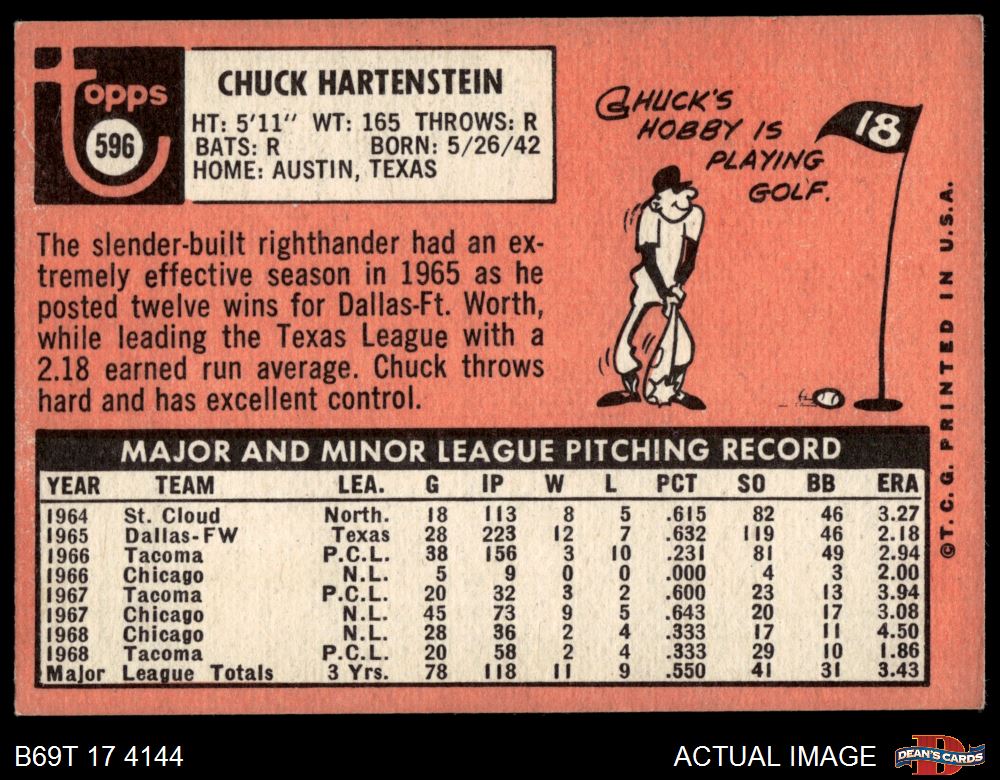 Topps
596
CHUCK HARTENSTEIN
HT: 5'11" WT: 165 THROWS: R
BATS: R BORN: 5/26/42
HOME: AUSTIN, TEXAS
CHUCK'S
HOBBY IS
PLAYING
GOLF.
18
The slender-built righthander had an ex-
tremely effective season in 1965 as he
posted twelve wins for Dallas-Ft. Worth,
while leading the Texas League with a
2.18 earned run average. Chuck throws
hard and has excellent control.
©T.C.G. PRINTED IN U.S.A.
MAJOR AND MINOR LEAGUE PITCHING RECORD
YEAR TEAM LEA. G IP W L PCT SO BB ERA
1964 St. Cloud North. 18 113 8 5 .615 82 46 3.27
1965 Dallas-FW Texas 28 223 12 7 .632 119 46 2.18
1966 Tacoma P.C.L. 38 156 3 10 .231 81 49 2.94
1966 Chicago N.L. 5 9 0 0 .000 4 3 2.00
1967 Tacoma P.C.L. 20 32 3 2 .600 23 13 3.94
1967 Chicago N.L. 45 73 9 5 .643 20 17 3.08
1968 Chicago N.L. 28 36 2 4 .333 17 11 4.50
1968 Tacoma P.C.L. 20 58 2 4 .333 29 10 1.86
Major League Totals 3 Yrs. 78 118 11 9 .550 41 31 3.43
B69T 17 4144
ACTUAL IMAGE
DEAN'S CARDS